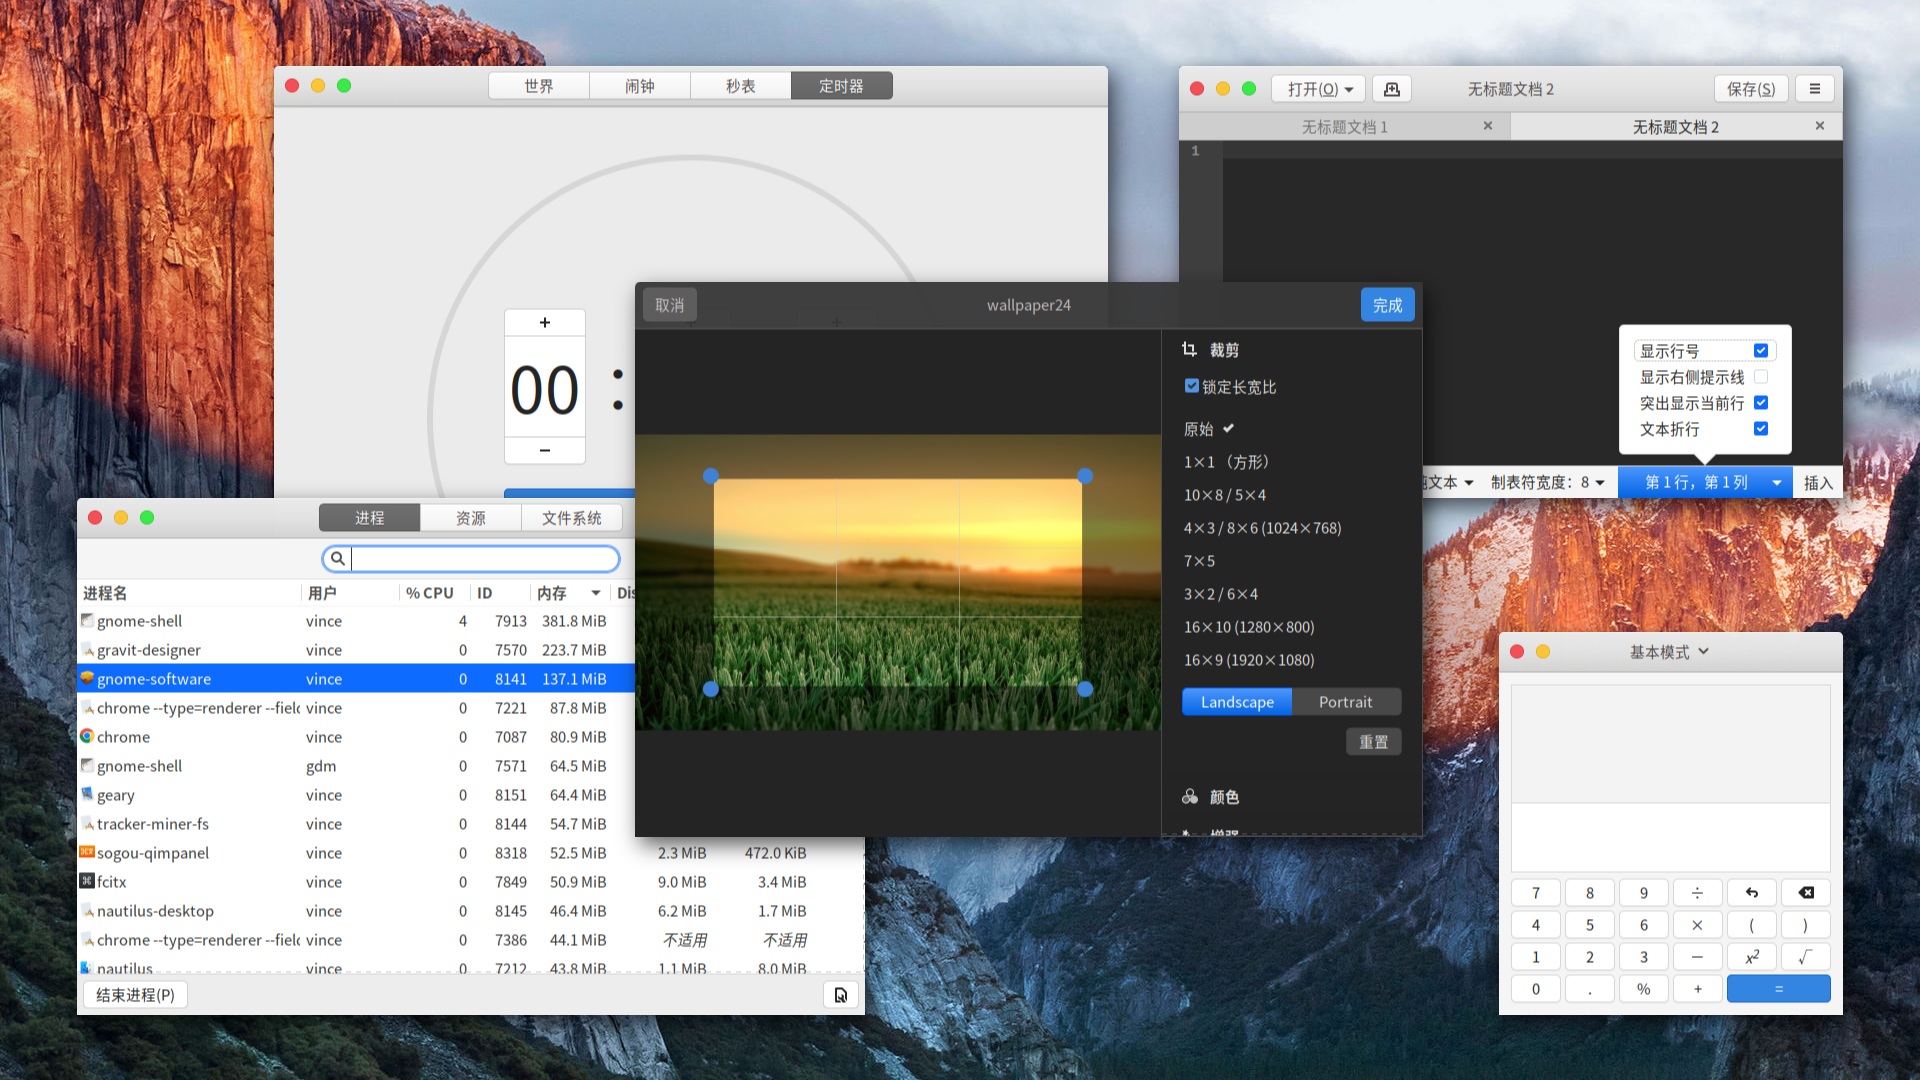 世界 闹钟 秒表 定时器
+
00 :
−
打开(O) 无标题文档 2 保存(S)
无标题文档 1 × 无标题文档 2 ×
1
显示行号
显示右侧提示线
突出显示当前行
文本折行
文本 制表符宽度：8 第 1 行，第 1 列 插入
取消 wallpaper24 完成
裁剪
锁定长宽比
原始
1×1 （方形）
10×8 / 5×4
4×3 / 8×6 (1024×768)
7×5
3×2 / 6×4
16×10 (1280×800)
16×9 (1920×1080)
Landscape Portrait
重置
颜色
进程 资源 文件系统
进程名 用户 % CPU ID 内存 Dis
gnome-shell vince 4 7913 381.8 MiB
gravit-designer vince 0 7570 223.7 MiB
gnome-software vince 0 8141 137.1 MiB
chrome --type=renderer --field vince 0 7221 87.8 MiB
chrome vince 0 7087 80.9 MiB
gnome-shell gdm 0 7571 64.5 MiB
geary vince 0 8151 64.4 MiB
tracker-miner-fs vince 0 8144 54.7 MiB
sogou-qimpanel vince 0 8318 52.5 MiB 2.3 MiB 472.0 KiB
fcitx vince 0 7849 50.9 MiB 9.0 MiB 3.4 MiB
nautilus-desktop vince 0 8145 46.4 MiB 6.2 MiB 1.7 MiB
chrome --type=renderer --field vince 0 7386 44.1 MiB 不适用 不适用
nautilus vince 0 7212 43.8 MiB 1.1 MiB 8.0 MiB
结束进程(P)
基本模式
7 8 9 ÷
4 5 6 × ( )
1 2 3 − x² √
0 . % + =